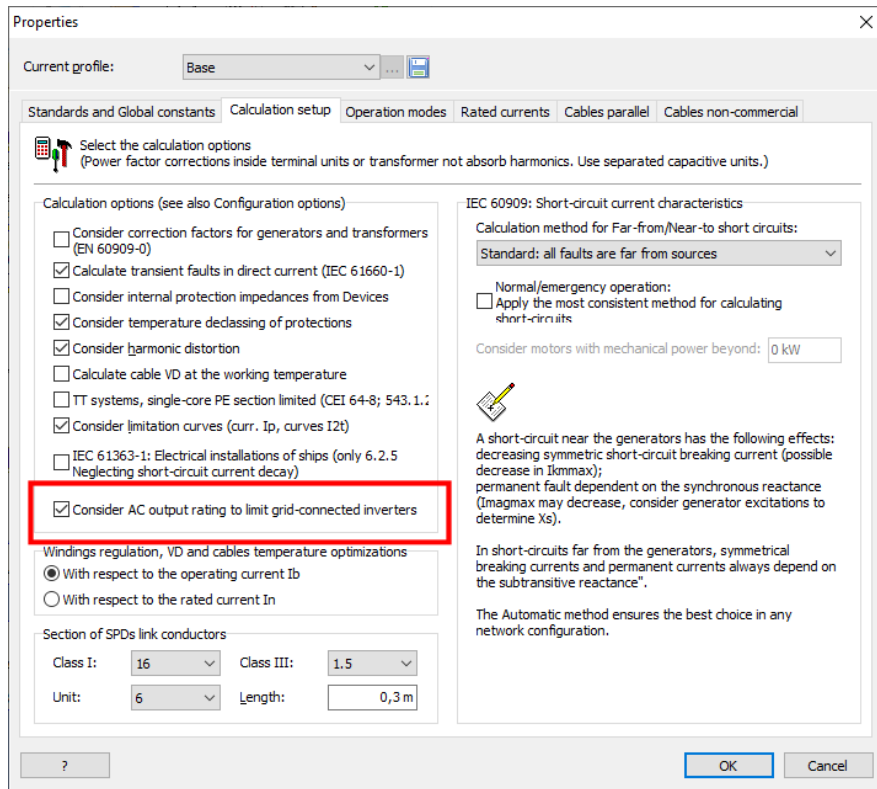 Properties
Current profile:
Base
...
Standards and Global constants
Calculation setup
Operation modes
Rated currents
Cables parallel
Cables non-commercial
Select the calculation options
(Power factor corrections inside terminal units or transformer not absorb harmonics. Use separated capacitive units.)
Calculation options (see also Configuration options)
Consider correction factors for generators and transformers
(EN 60909-0)
Calculate transient faults in direct current (IEC 61660-1)
Consider internal protection impedances from Devices
Consider temperature declassing of protections
Consider harmonic distortion
Calculate cable VD at the working temperature
TT systems, single-core PE section limited (CEI 64-8; 543.1.2
Consider limitation curves (curr. Ip, curves I2t)
IEC 61363-1: Electrical installations of ships (only 6.2.5
Neglecting short-circuit current decay)
Consider AC output rating to limit grid-connected inverters
Windings regulation, VD and cables temperature optimizations
With respect to the operating current Ib
With respect to the rated current In
Section of SPDs link conductors
Class I:
16
Class III:
1.5
Unit:
6
Length:
0,3 m
IEC 60909: Short-circuit current characteristics
Calculation method for Far-from/Near-to short circuits:
Standard: all faults are far from sources
Normal/emergency operation:
Apply the most consistent method for calculating
short-circuits
Consider motors with mechanical power beyond:
0 kW
A short-circuit near the generators has the following effects:
decreasing symmetric short-circuit breaking current (possible
decrease in Ikmmax);
permanent fault dependent on the synchronous reactance
(Imagmax may decrease, consider generator excitations to
determine Xs).
In short-circuits far from the generators, symmetrical
breaking currents and permanent currents always depend on
the subtransitive reactance".
The Automatic method ensures the best choice in any
network configuration.
?
OK
Cancel